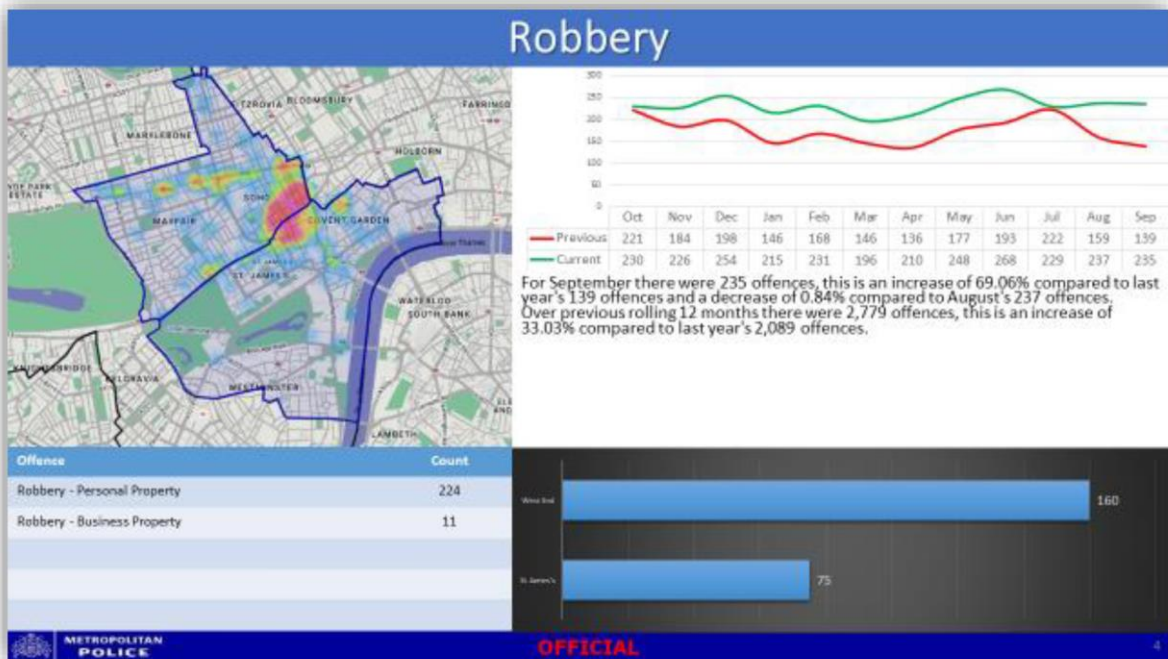 Robbery
TZROVIA
BLOOMSBURY
FARRINGD
MARYLEBONE
HOLBORN
HYDE PARK
ESTATE
SOHO
MAYFAIR
COVENT GARDEN
ST. JAMES'S
WATERLOO
SOUTH BANK
KNIGHTSBRIDGE
BELGRAVIA
WESTMINSTER
LAMBETH
300
250
200
150
100
50
0
Oct Nov Dec Jan Feb Mar Apr May Jun Jul Aug Sep
Previous 221 184 198 146 168 146 136 177 193 222 159 139
Current 230 226 254 215 231 196 210 248 268 229 237 235
For September there were 235 offences, this is an increase of 69.06% compared to last
year's 139 offences and a decrease of 0.84% compared to August's 237 offences.
Over previous rolling 12 months there were 2,779 offences, this is an increase of
33.03% compared to last year's 2,089 offences.
Offence Count
Robbery - Personal Property 224
Robbery - Business Property 11
West End 160
St James's 75
METROPOLITAN
POLICE
OFFICIAL
4